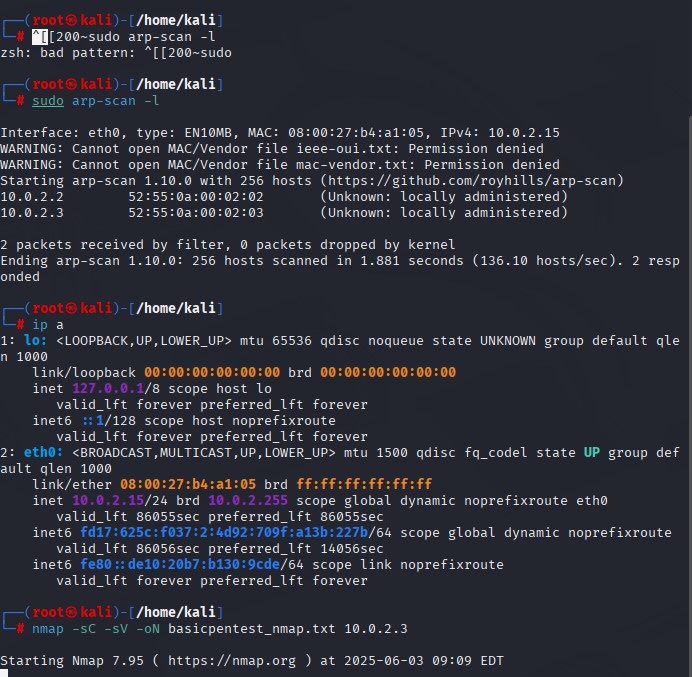 ┌──(root㉿kali)-[/home/kali]
└─# ^[[200~sudo arp-scan -l
zsh: bad pattern: ^[[200~sudo
┌──(root㉿kali)-[/home/kali]
└─# sudo arp-scan -l
Interface: eth0, type: EN10MB, MAC: 08:00:27:b4:a1:05, IPv4: 10.0.2.15
WARNING: Cannot open MAC/Vendor file ieee-oui.txt: Permission denied
WARNING: Cannot open MAC/Vendor file mac-vendor.txt: Permission denied
Starting arp-scan 1.10.0 with 256 hosts (https://github.com/royhills/arp-scan)
10.0.2.2        52:55:0a:00:02:02       (Unknown: locally administered)
10.0.2.3        52:55:0a:00:02:03       (Unknown: locally administered)
2 packets received by filter, 0 packets dropped by kernel
Ending arp-scan 1.10.0: 256 hosts scanned in 1.881 seconds (136.10 hosts/sec). 2 resp
onded
┌──(root㉿kali)-[/home/kali]
└─# ip a
1: lo: <LOOPBACK,UP,LOWER_UP> mtu 65536 qdisc noqueue state UNKNOWN group default qle
n 1000
    link/loopback 00:00:00:00:00:00 brd 00:00:00:00:00:00
    inet 127.0.0.1/8 scope host lo
       valid_lft forever preferred_lft forever
    inet6 ::1/128 scope host noprefixroute
       valid_lft forever preferred_lft forever
2: eth0: <BROADCAST,MULTICAST,UP,LOWER_UP> mtu 1500 qdisc fq_codel state UP group def
ault qlen 1000
    link/ether 08:00:27:b4:a1:05 brd ff:ff:ff:ff:ff:ff
    inet 10.0.2.15/24 brd 10.0.2.255 scope global dynamic noprefixroute eth0
       valid_lft 86055sec preferred_lft 86055sec
    inet6 fd17:625c:f037:2:4d92:709f:a13b:227b/64 scope global dynamic noprefixroute
       valid_lft 86056sec preferred_lft 14056sec
    inet6 fe80::de10:20b7:b130:9cde/64 scope link noprefixroute
       valid_lft forever preferred_lft forever
┌──(root㉿kali)-[/home/kali]
└─# nmap -sC -sV -oN basicpentest_nmap.txt 10.0.2.3
Starting Nmap 7.95 ( https://nmap.org ) at 2025-06-03 09:09 EDT